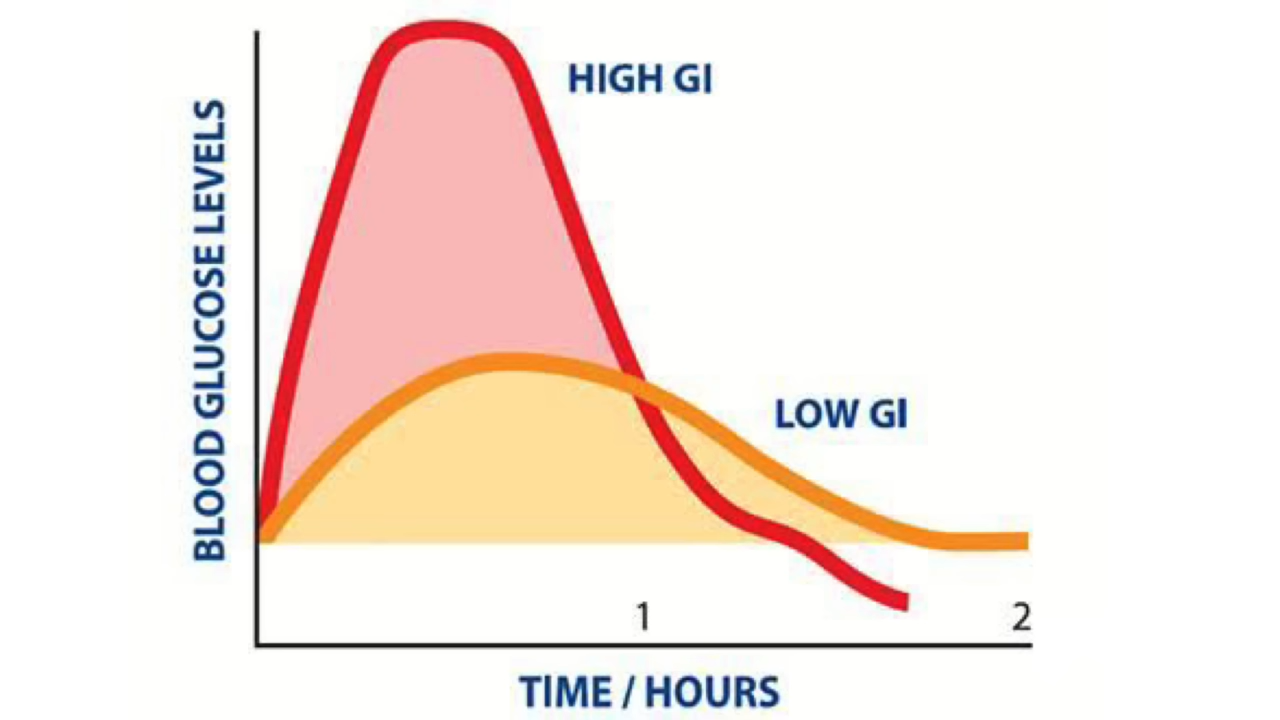 HIGH GI
BLOOD GLUCOSE LEVELS
LOW GI
1
2
TIME / HOURS